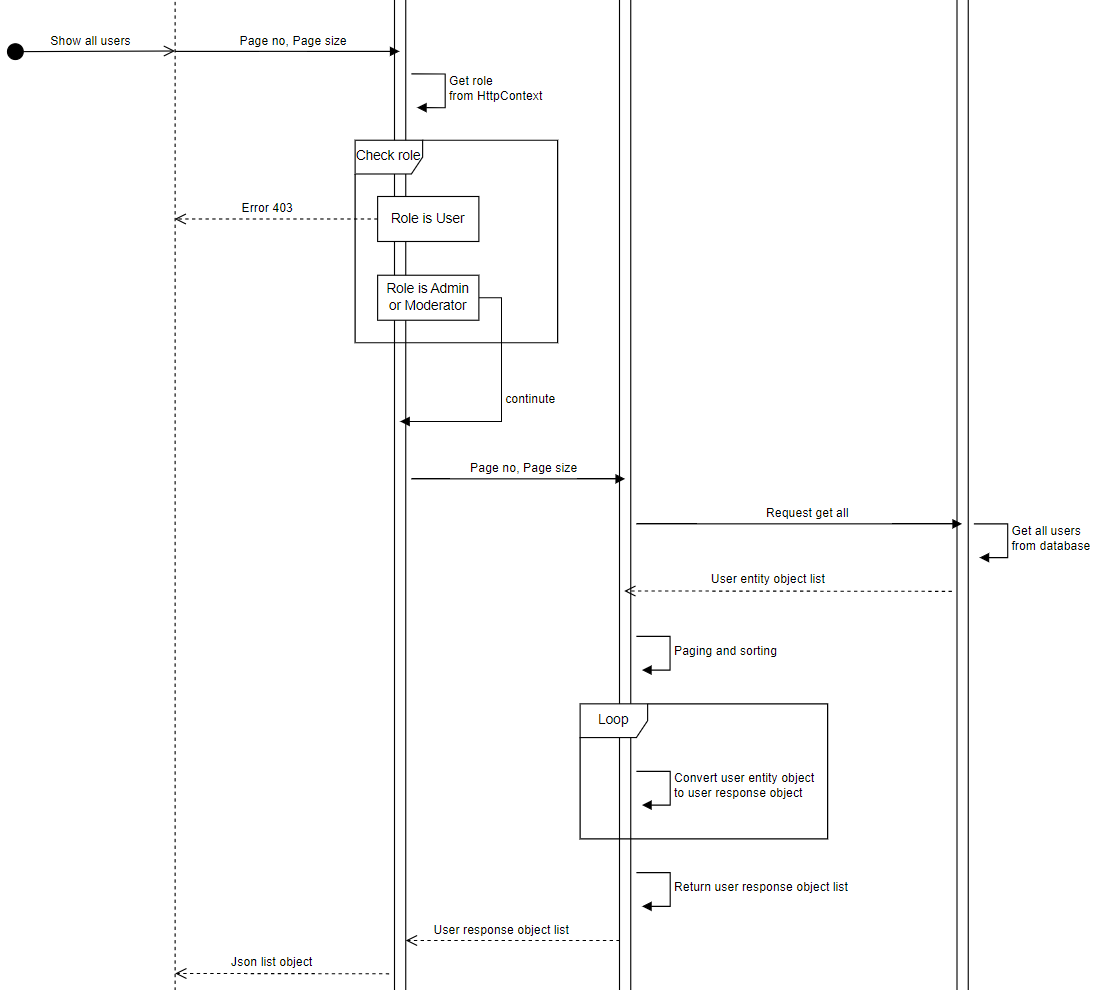 Show all users
Page no, Page size
Get role
from HttpContext
Check role
Error 403
Role is User
Role is Admin
or Moderator
continute
Page no, Page size
Request get all
Get all users
from database
User entity object list
Paging and sorting
Loop
Convert user entity object
to user response object
Return user response object list
User response object list
Json list object